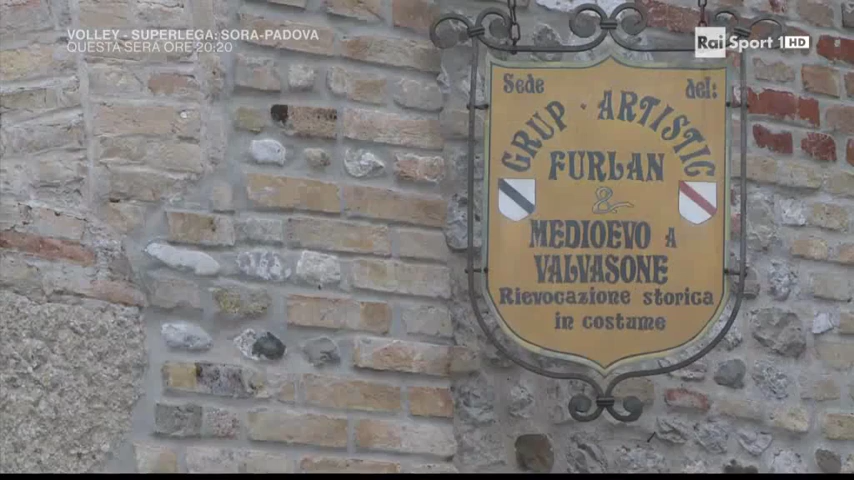 VOLLEY - SUPERLEGA: SORA-PADOVA
QUESTA SERA ORE 20:20
Rai Sport 1 HD
Sede del:
GRUP · ARTISTIC
FURLAN
&
MEDIOEVO A
VALVASONE
Rievocazione storica
in costume